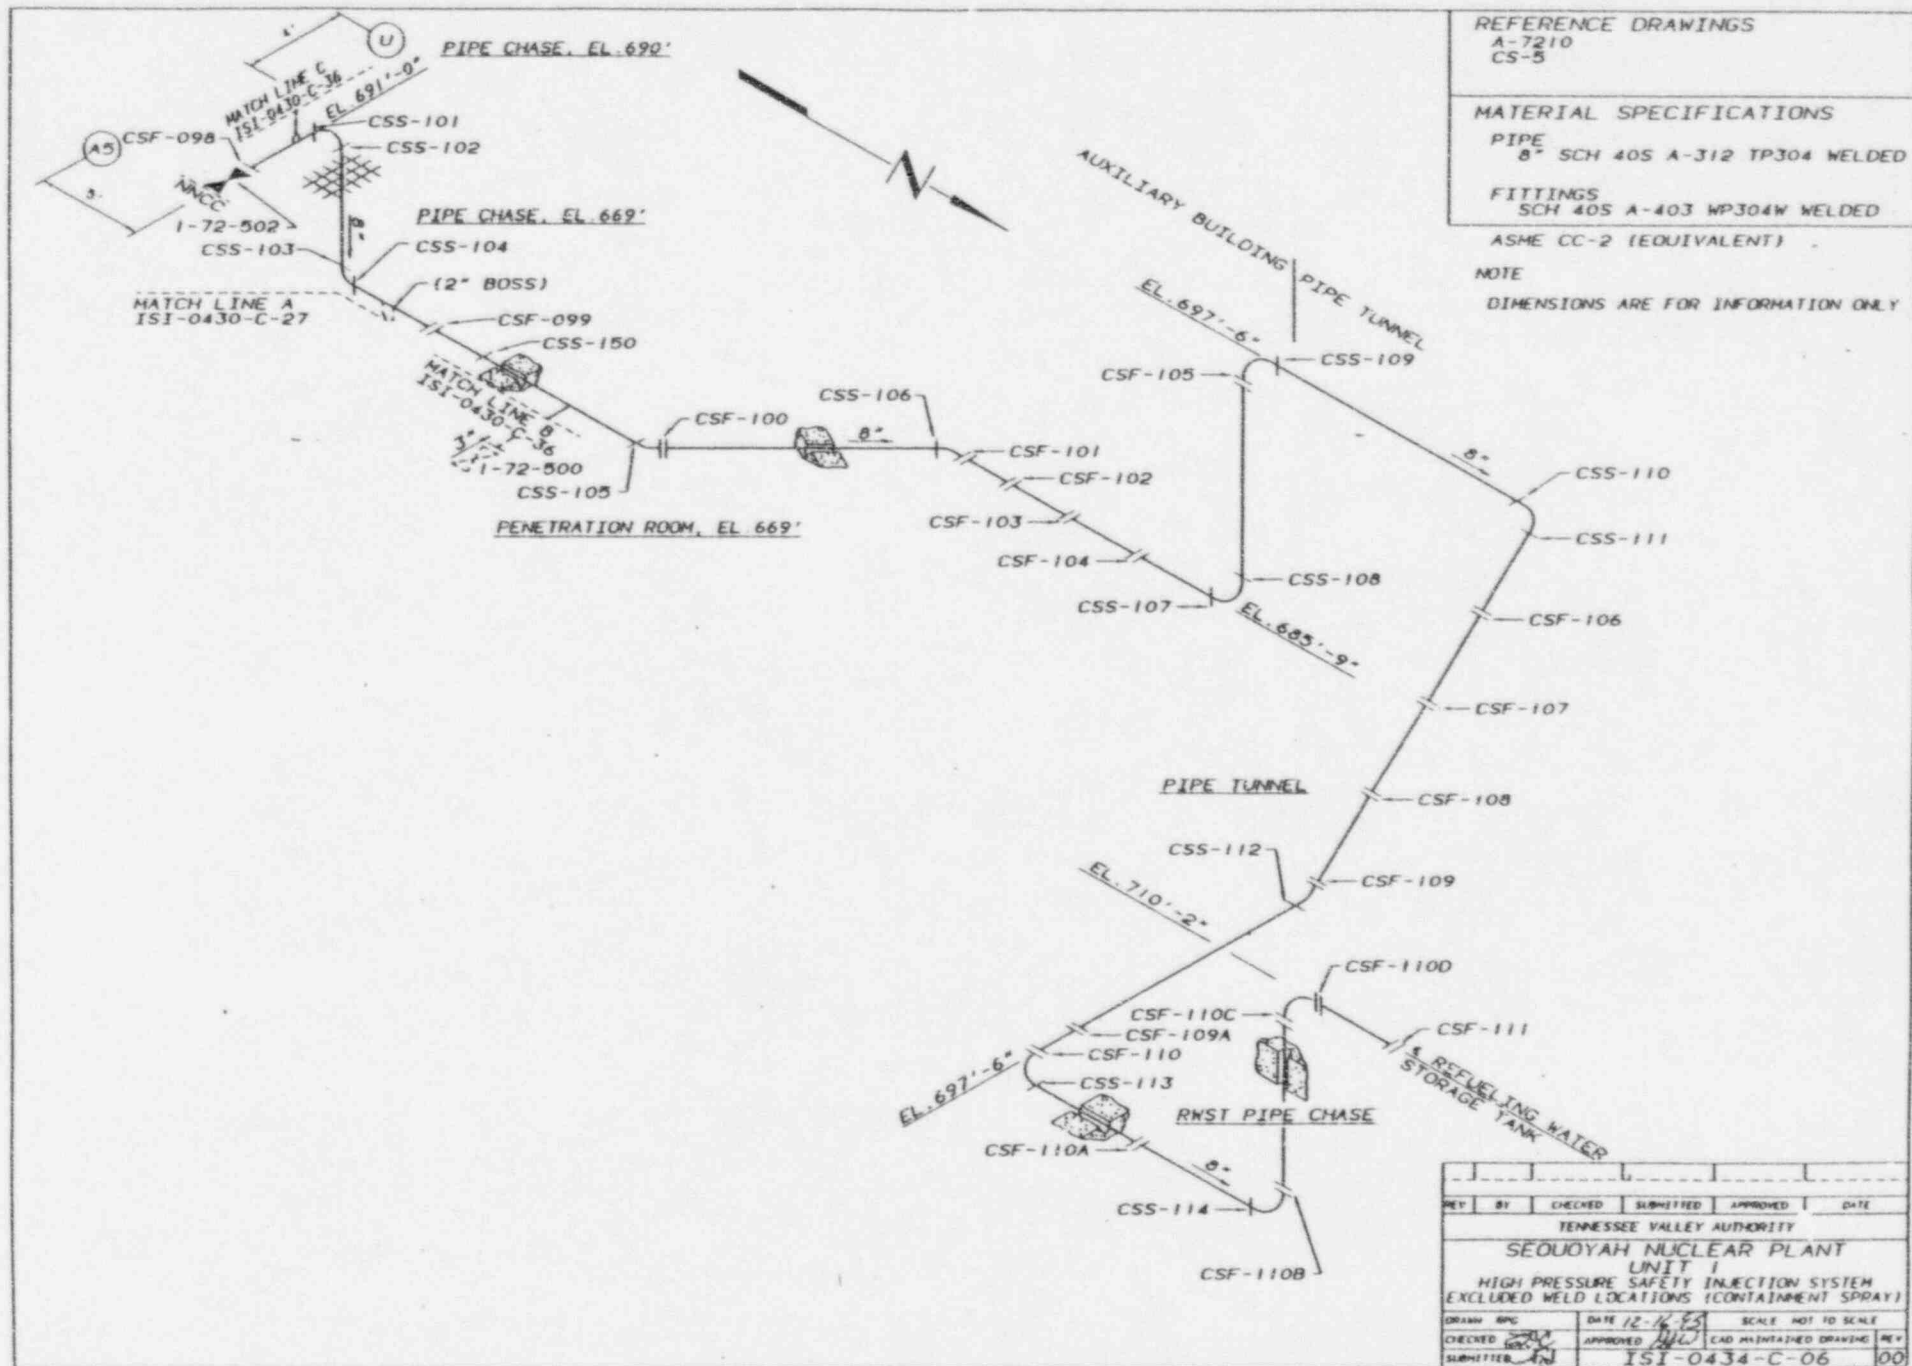 REFERENCE DRAWINGS
A-7210
CS-5
MATERIAL SPECIFICATIONS
PIPE
8" SCH 40S A-312 TP304 WELDED
FITTINGS
SCH 40S A-403 WP304W WELDED
ASME CC-2 (EQUIVALENT)
NOTE
DIMENSIONS ARE FOR INFORMATION ONLY
4'
U
PIPE CHASE, EL.690'
MATCH LINE C
ISI-0430-C-36
EL.691'-0"
CSS-101
CSF-098
A5
CSS-102
NNCC
5'
1-72-502
PIPE CHASE, EL.669'
8"
CSS-103
CSS-104
(2" BOSS)
MATCH LINE A
ISI-0430-C-27
CSF-099
CSS-150
MATCH LINE B
ISI-0430-C-36
3"
1-72-500
CSS-105
CSF-100
PENETRATION ROOM, EL.669'
N
CSS-106
8"
CSF-101
CSF-102
CSF-103
CSF-104
CSS-107
CSS-108
EL.685'-9"
AUXILIARY BUILDING
PIPE TUNNEL
EL.697'-6"
CSF-105
CSS-109
8"
CSS-110
CSS-111
CSF-106
CSF-107
CSF-108
PIPE TUNNEL
CSS-112
CSF-109
EL.710'-2"
CSF-110D
CSF-110C
CSF-111
CSF-109A
CSF-110
EL.697'-6"
CSS-113
REFUELING WATER
STORAGE TANK
RWST PIPE CHASE
CSF-110A
8"
CSS-114
CSF-110B
REV BY CHECKED SUBMITTED APPROVED DATE
TENNESSEE VALLEY AUTHORITY
SEQUOYAH NUCLEAR PLANT
UNIT 1
HIGH PRESSURE SAFETY INJECTION SYSTEM
EXCLUDED WELD LOCATIONS (CONTAINMENT SPRAY)
DRAWN DATE SCALE NOT TO SCALE
CHECKED APPROVED CAD MAINTAINED DRAWING REV
SUBMITTED ISI-0434-C-06 00